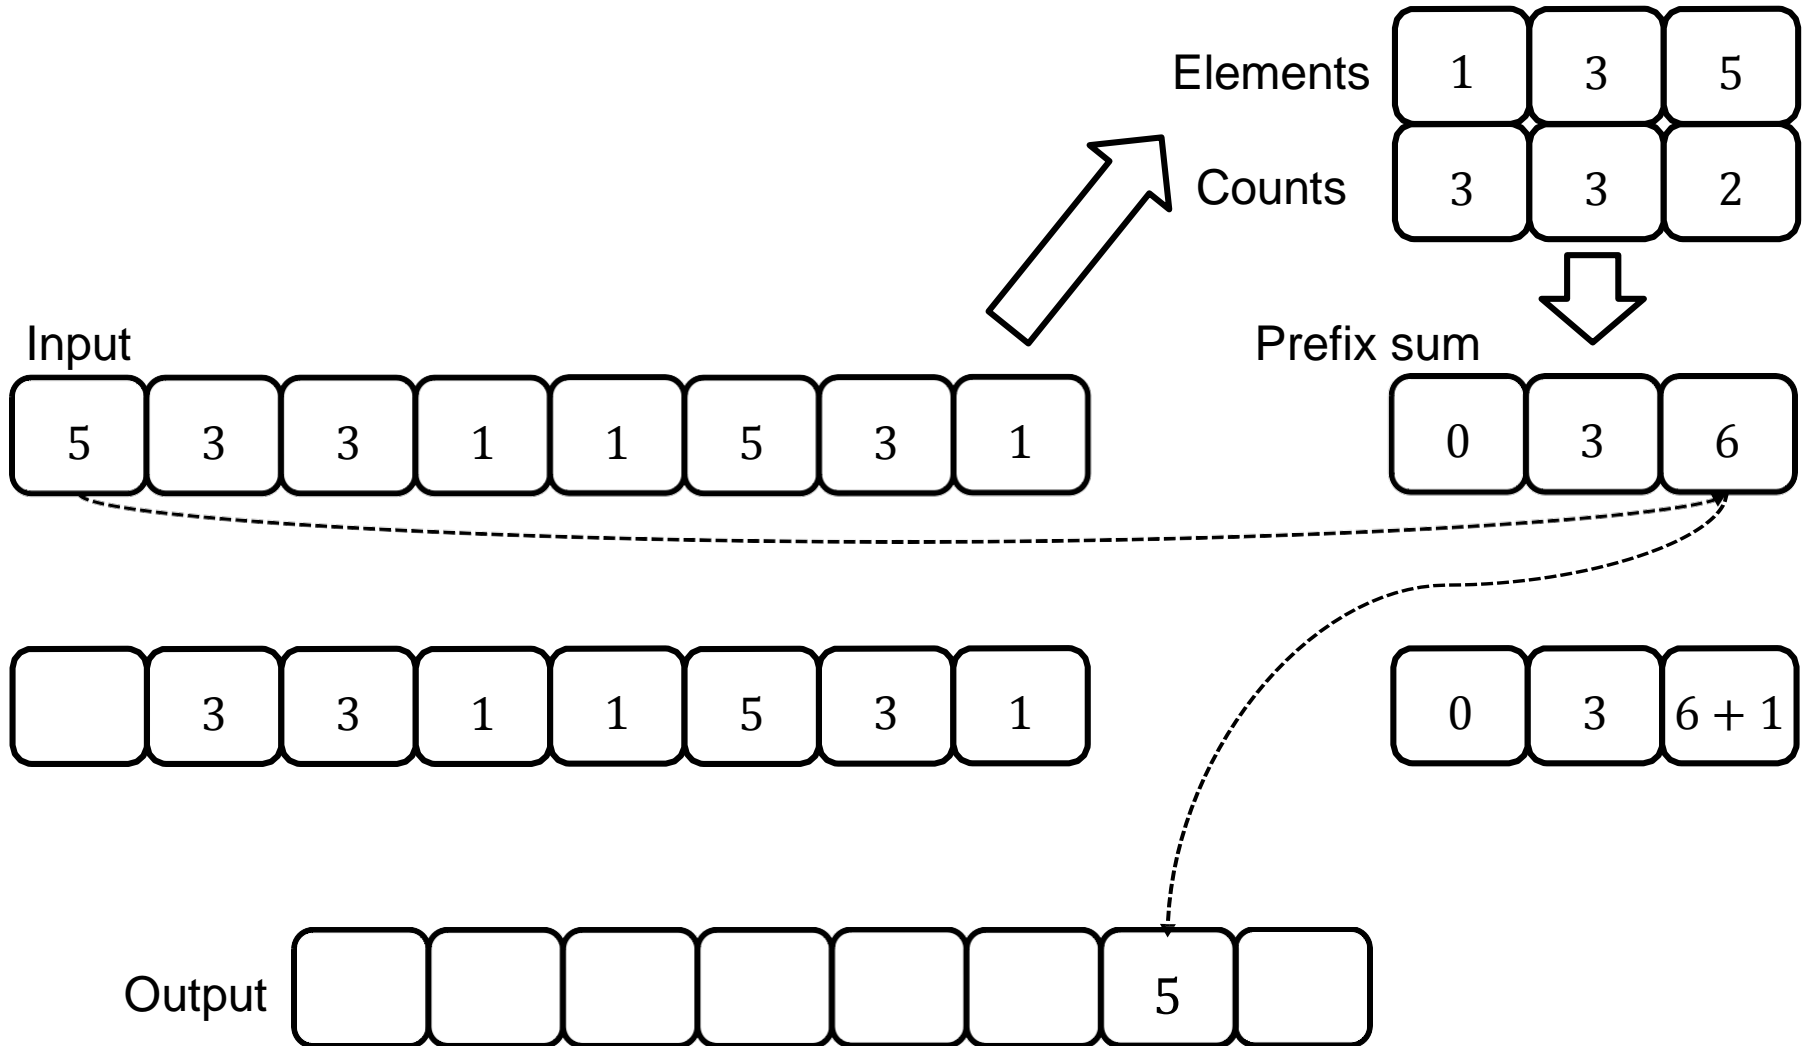 Elements 1 3 5
Counts 3 3 2
Input
Prefix sum
5 3 3 1 1 5 3 1
0 3 6
3 3 1 1 5 3 1
0 3 6 + 1
Output 5